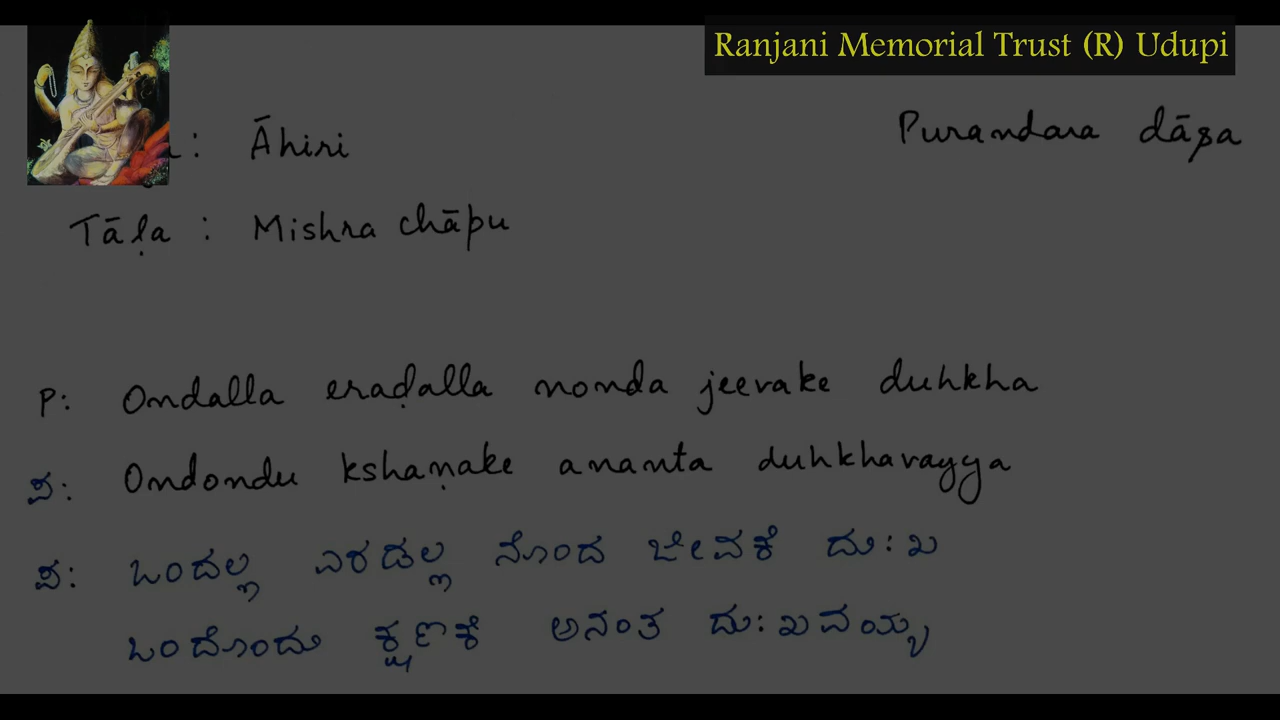 Ranjani Memorial Trust (R) Udupi
: Āhiri
Purandara dāsa
Tāḷa : Mishra chāpu
P: Ondalla eraḍalla nonda jeevake duhkha
ಪ: Ondondu kshaṇake ananta duhkhavayya
ಪ: ಒಂದಲ್ಲ ಎರಡಲ್ಲ ನೊಂದ ಜೀವಕೆ ದುಃಖ
ಒಂದೊಂದು ಕ್ಷಣಕೆ ಅನಂತ ದುಃಖವಯ್ಯ